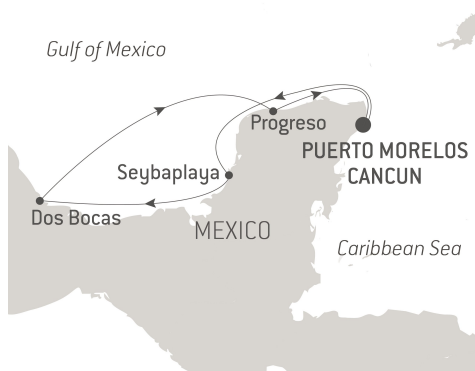 Gulf of Mexico
Progreso
PUERTO MORELOS
CANCUN
Seybaplaya
Dos Bocas
MEXICO
Caribbean Sea